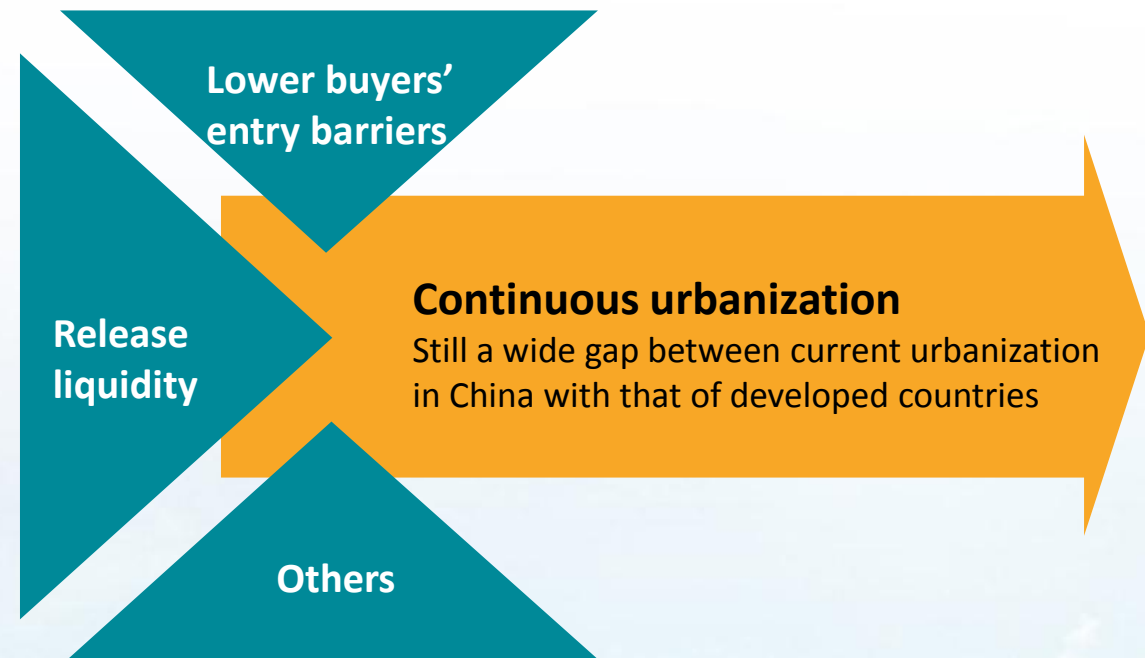 Lower buyers’
entry barriers
Release
liquidity
Continuous urbanization
Still a wide gap between current urbanization
in China with that of developed countries
Others